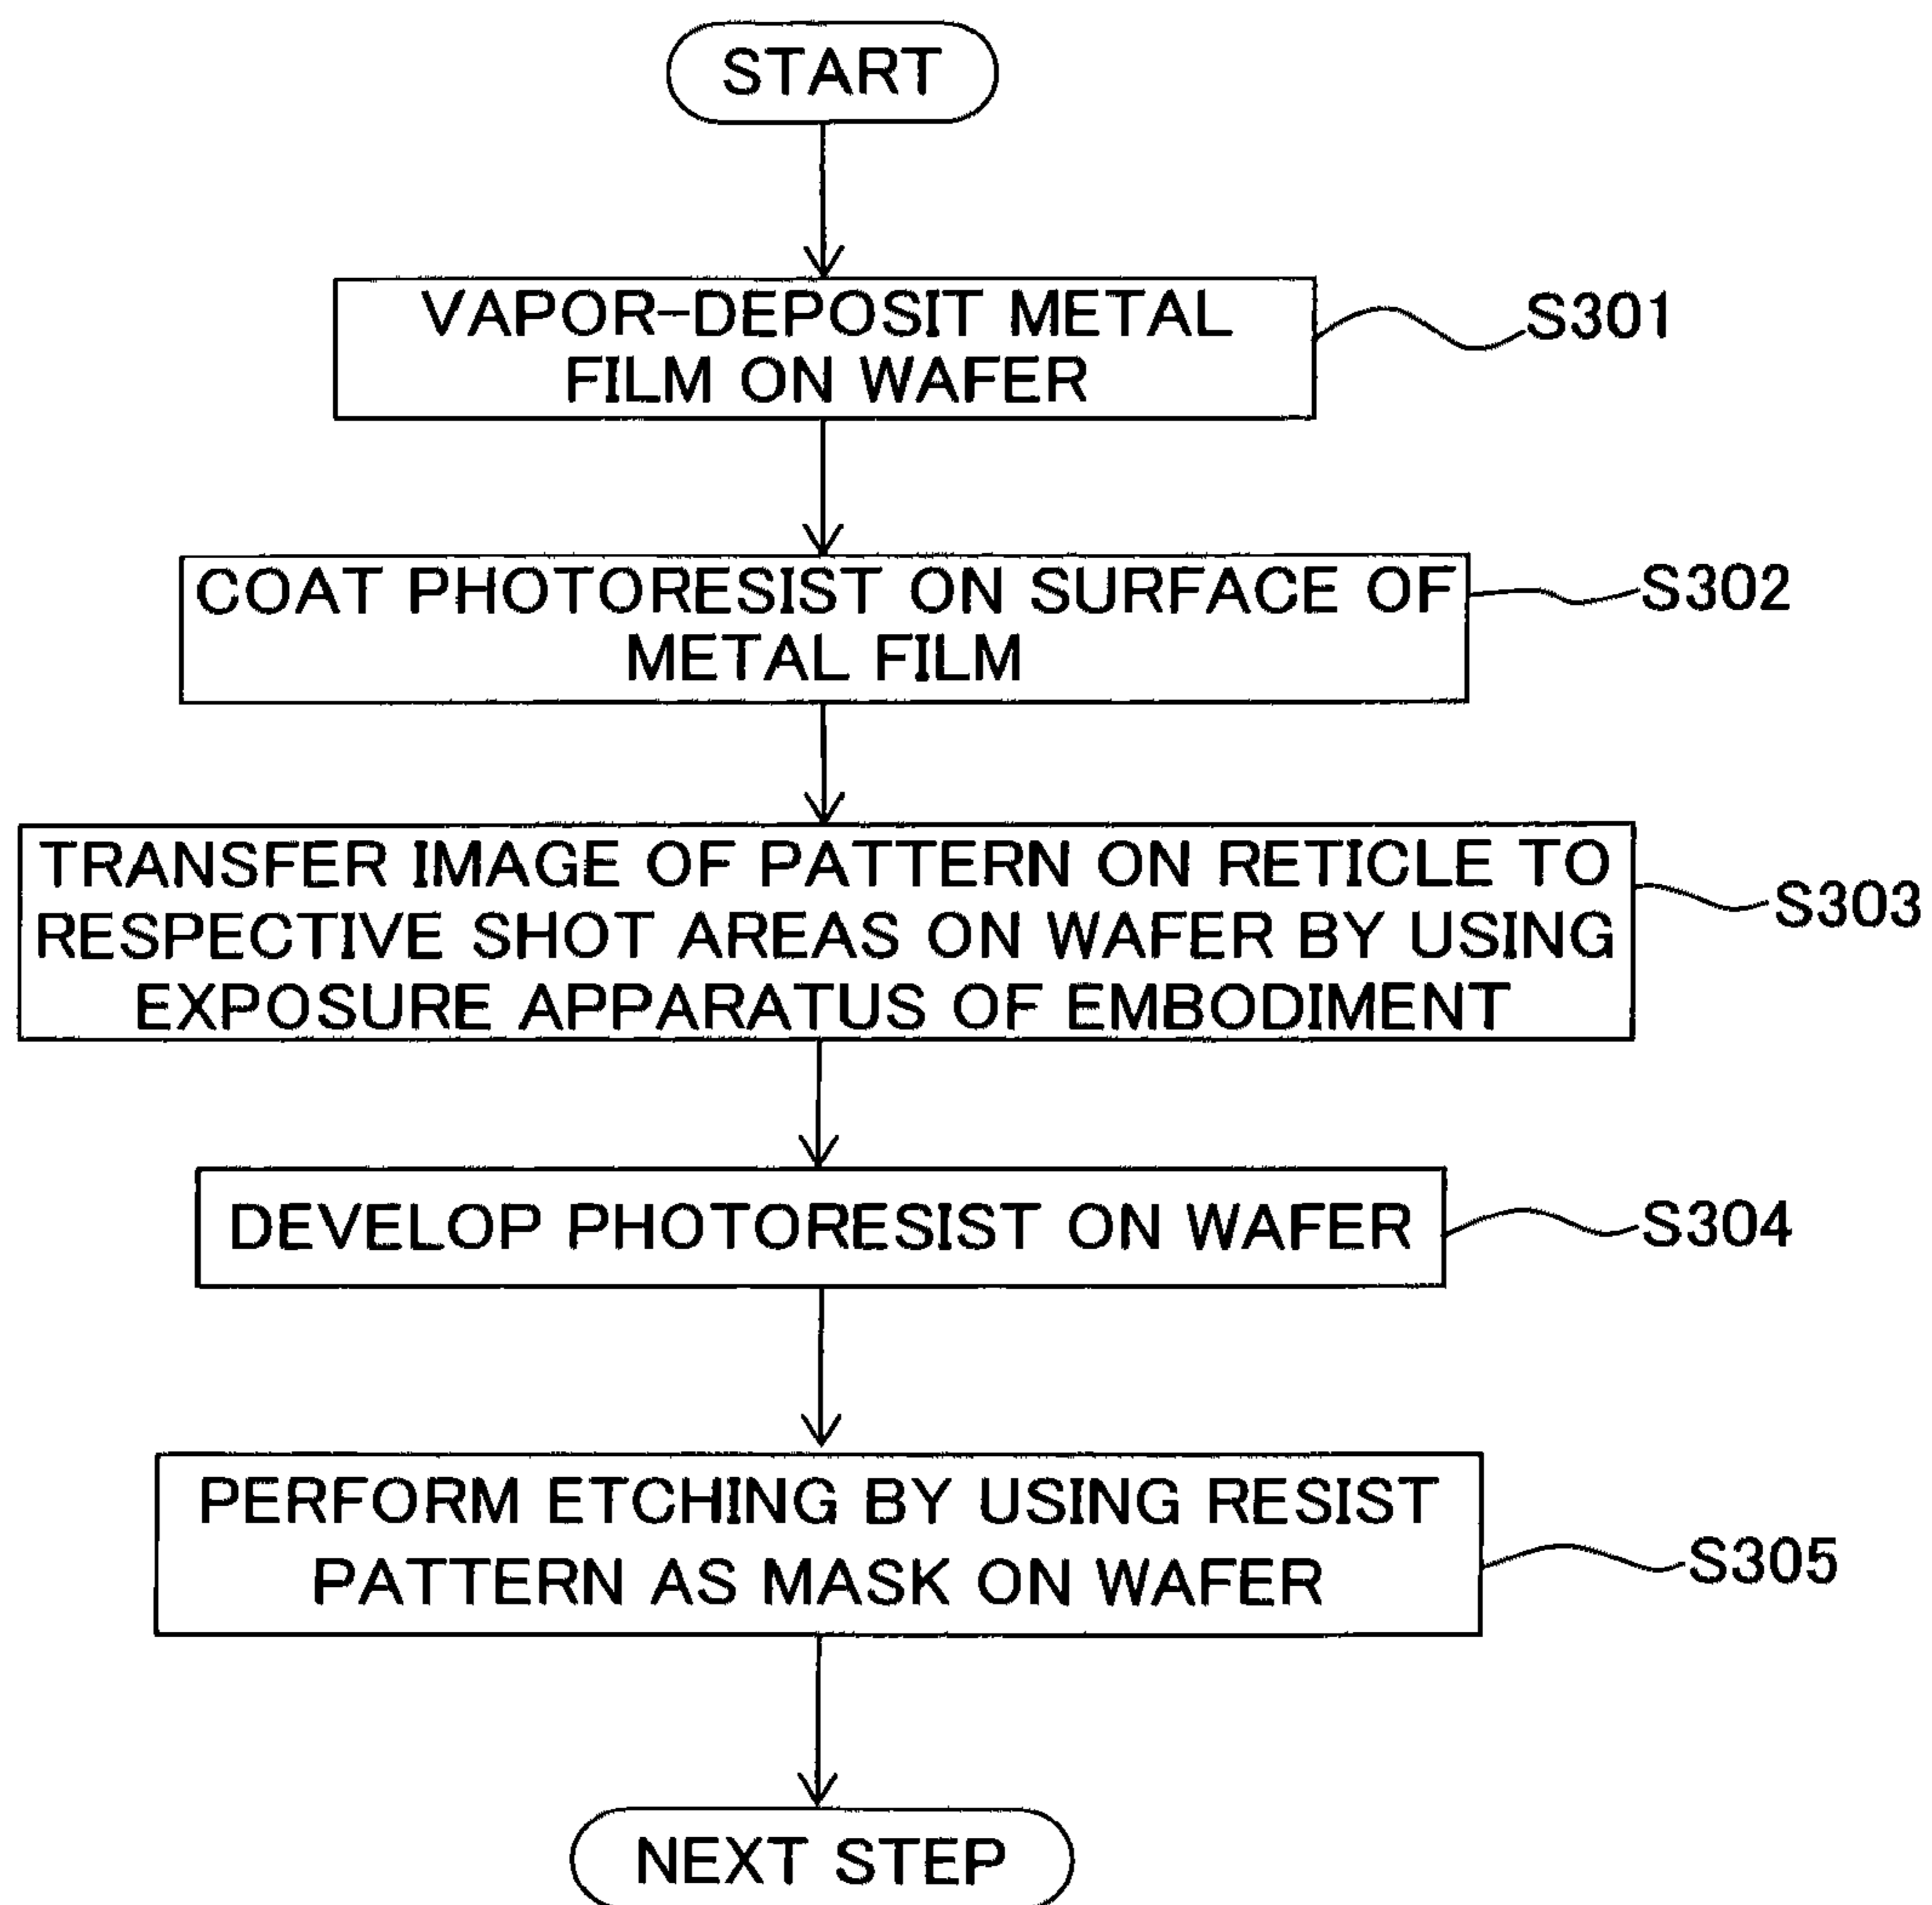 START
VAPOR-DEPOSIT METAL
FILM ON WAFER
S301
COAT PHOTORESIST ON SURFACE OF
METAL FILM
S302
TRANSFER IMAGE OF PATTERN ON RETICLE TO
RESPECTIVE SHOT AREAS ON WAFER BY USING
EXPOSURE APPARATUS OF EMBODIMENT
S303
DEVELOP PHOTORESIST ON WAFER
S304
PERFORM ETCHING BY USING RESIST
PATTERN AS MASK ON WAFER
S305
NEXT STEP